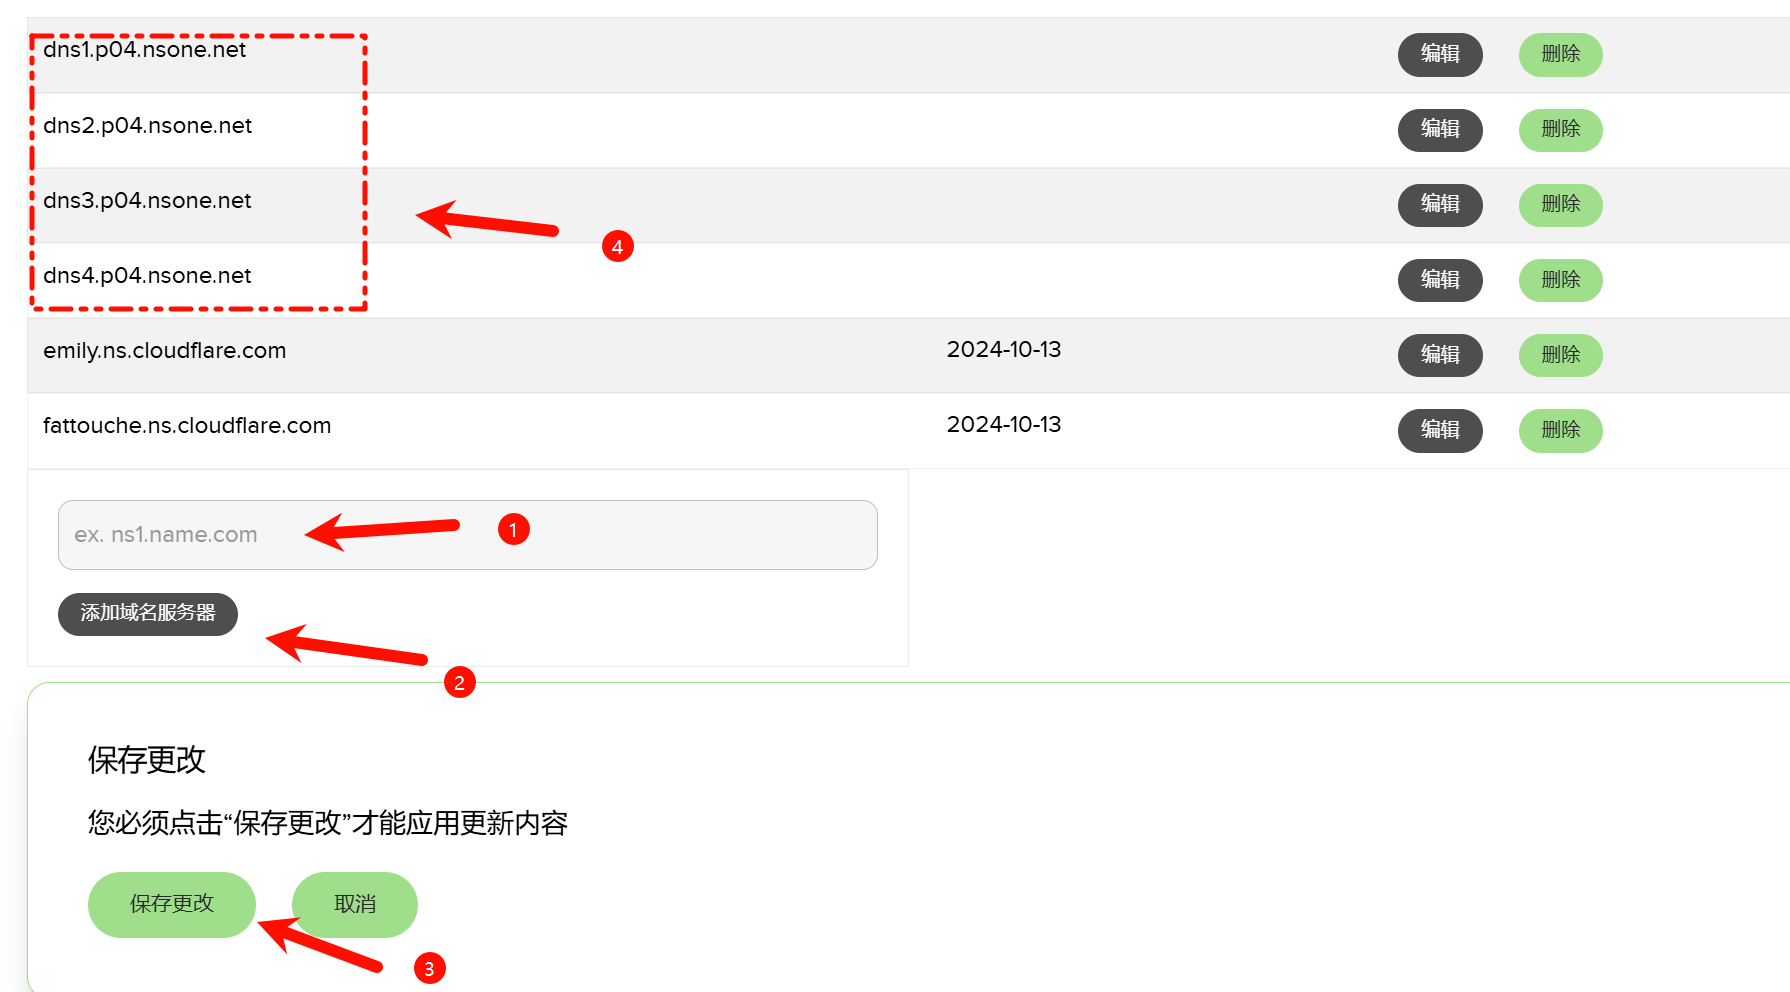 dns1.p04.nsone.net 编辑 删除
dns2.p04.nsone.net 编辑 删除
dns3.p04.nsone.net 编辑 删除
4
dns4.p04.nsone.net 编辑 删除
emily.ns.cloudflare.com 2024-10-13 编辑 删除
fattouche.ns.cloudflare.com 2024-10-13 编辑 删除
ex. ns1.name.com 1
添加域名服务器
2
保存更改
您必须点击“保存更改”才能应用更新内容
保存更改 取消
3